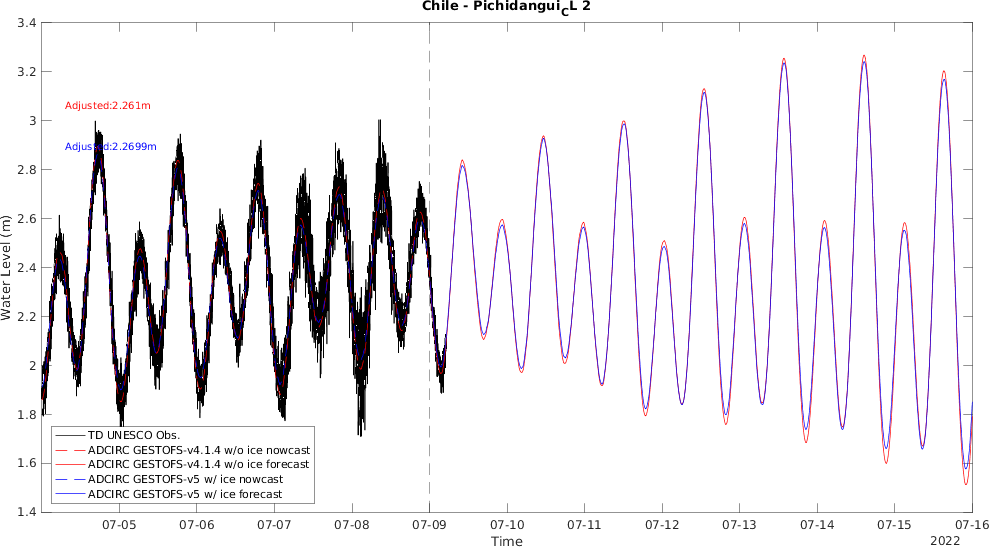 Chile - Pichidangui_CL 2
3.4
3.2
3
2.8
2.6
2.4
2.2
2
1.8
1.6
1.4
Water Level (m)
Adjusted:2.261m
Adjusted:2.2699m
TD UNESCO Obs.
ADCIRC GESTOFS-v4.1.4 w/o ice nowcast
ADCIRC GESTOFS-v4.1.4 w/o ice forecast
ADCIRC GESTOFS-v5 w/ ice nowcast
ADCIRC GESTOFS-v5 w/ ice forecast
07-05 07-06 07-07 07-08 07-09 07-10 07-11 07-12 07-13 07-14 07-15 07-16
Time
2022